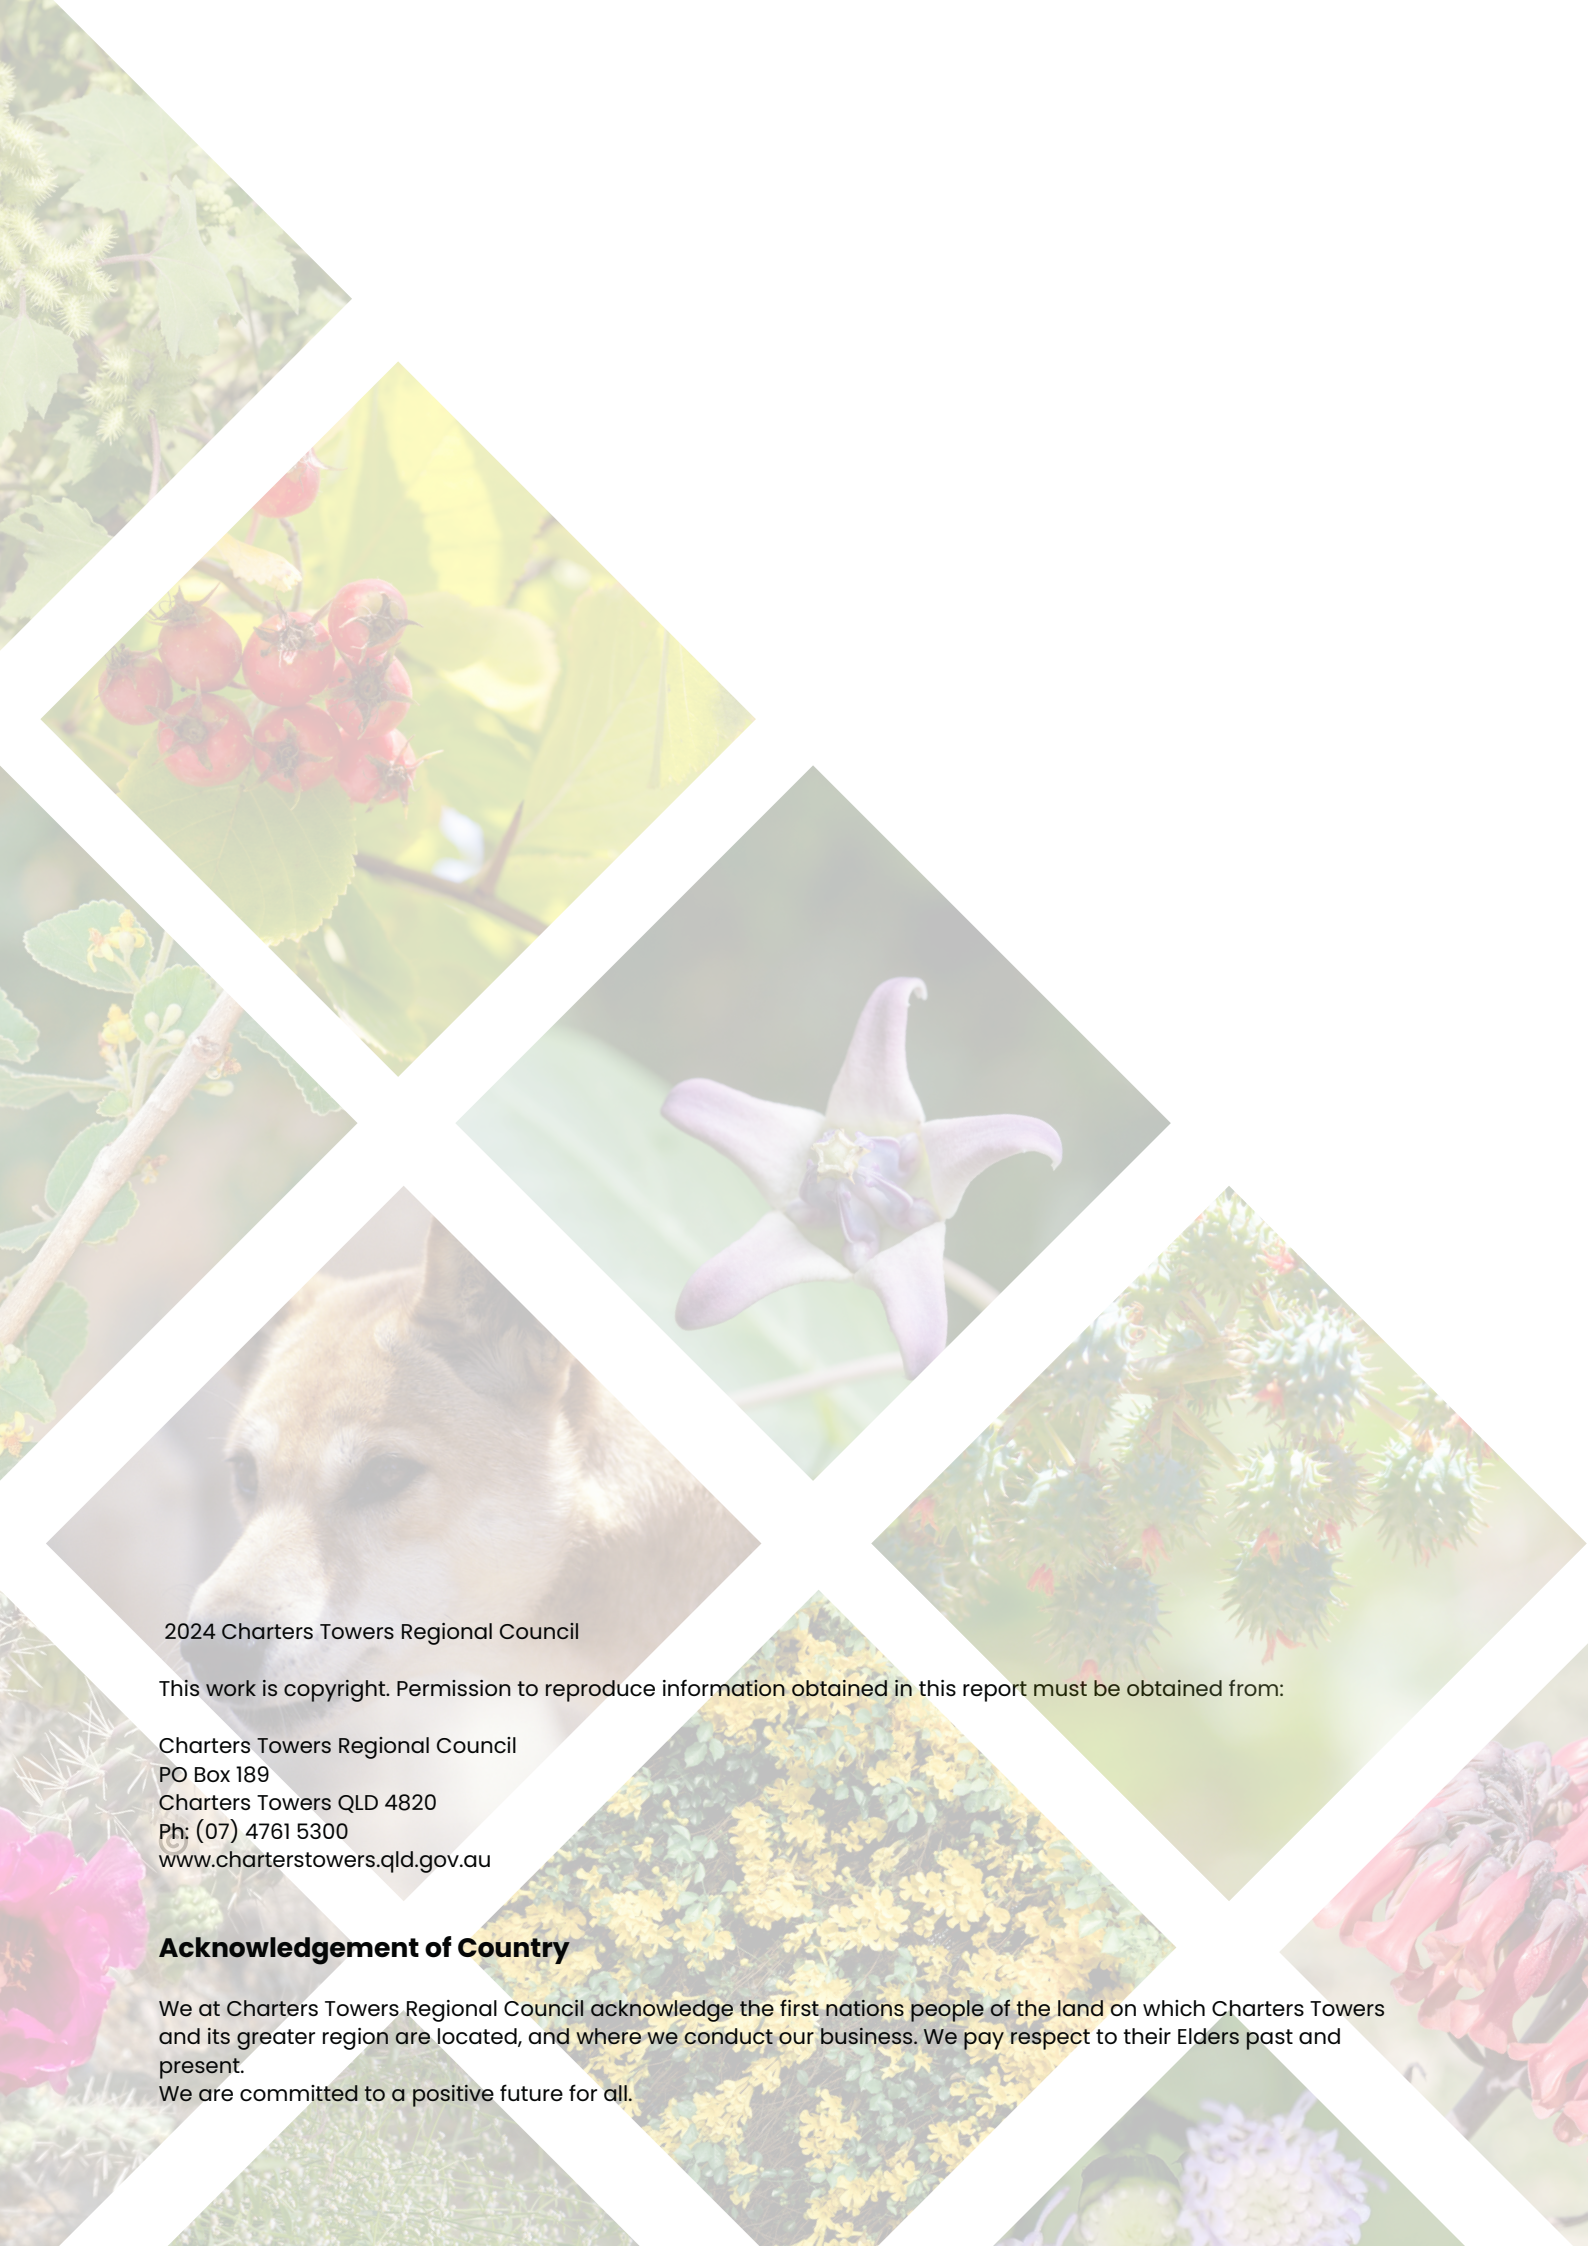 2024 Charters Towers Regional Council
This work is copyright. Permission to reproduce information obtained in this report must be obtained from:
Charters Towers Regional Council
PO Box 189
Charters Towers QLD 4820
Ph: (07) 4761 5300
©
www.charterstowers.qld.gov.au
Acknowledgement of Country
We at Charters Towers Regional Council acknowledge the first nations people of the land on which Charters Towers
and its greater region are located, and where we conduct our business. We pay respect to their Elders past and
present.
We are committed to a positive future for all.